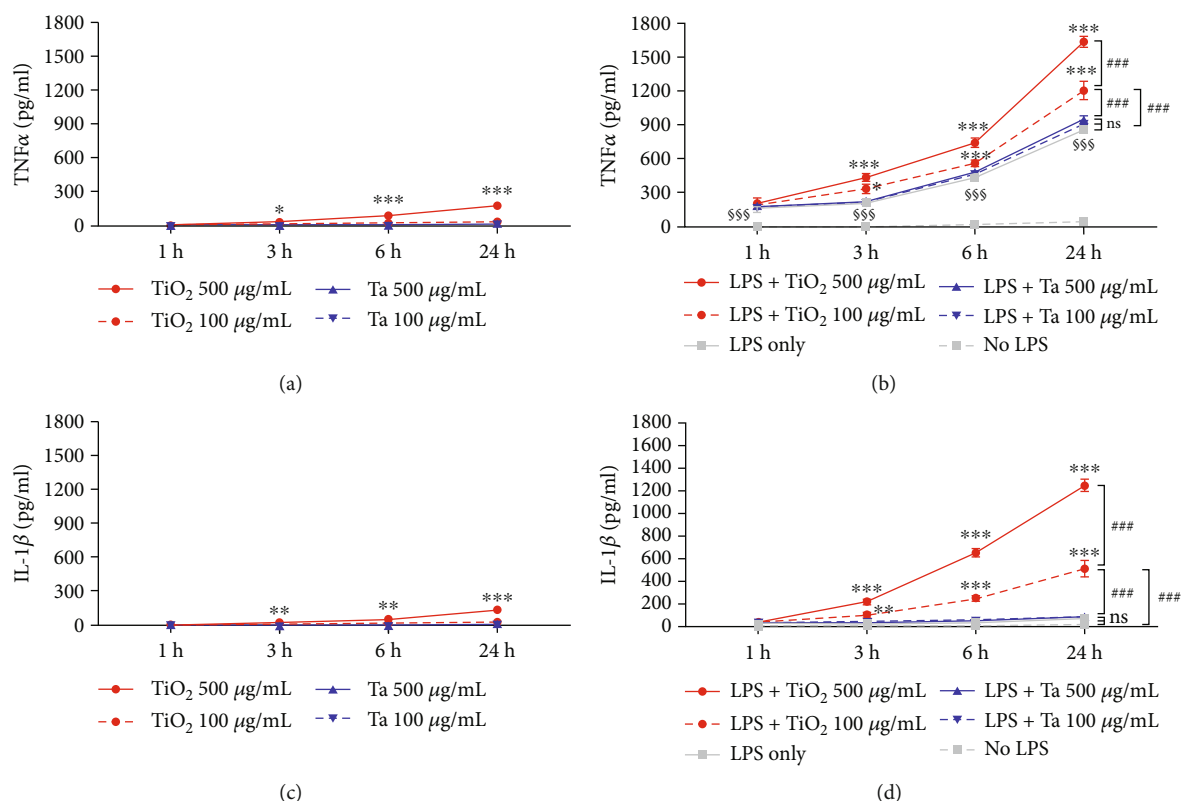 1800
1500
1200
900
600
300
0
TNFα (pg/ml)
*
***
***
1 h 3 h 6 h 24 h
TiO2 500 μg/mL Ta 500 μg/mL
TiO2 100 μg/mL Ta 100 μg/mL
(a)
1800
1500
1200
900
600
300
0
TNFα (pg/ml)
***
***
***
***
***
*
###
###
###
ns
§§§
§§§
§§§
§§§
1 h 3 h 6 h 24 h
LPS + TiO2 500 μg/mL LPS + Ta 500 μg/mL
LPS + TiO2 100 μg/mL LPS + Ta 100 μg/mL
LPS only No LPS
(b)
1800
1500
1200
900
600
300
0
IL-1β (pg/ml)
**
**
***
1 h 3 h 6 h 24 h
TiO2 500 μg/mL Ta 500 μg/mL
TiO2 100 μg/mL Ta 100 μg/mL
(c)
1800
1600
1400
1200
1000
800
600
400
200
0
IL-1β (pg/ml)
***
***
***
***
***
**
###
###
###
ns
1 h 3 h 6 h 24 h
LPS + TiO2 500 μg/mL LPS + Ta 500 μg/mL
LPS + TiO2 100 μg/mL LPS + Ta 100 μg/mL
LPS only No LPS
(d)